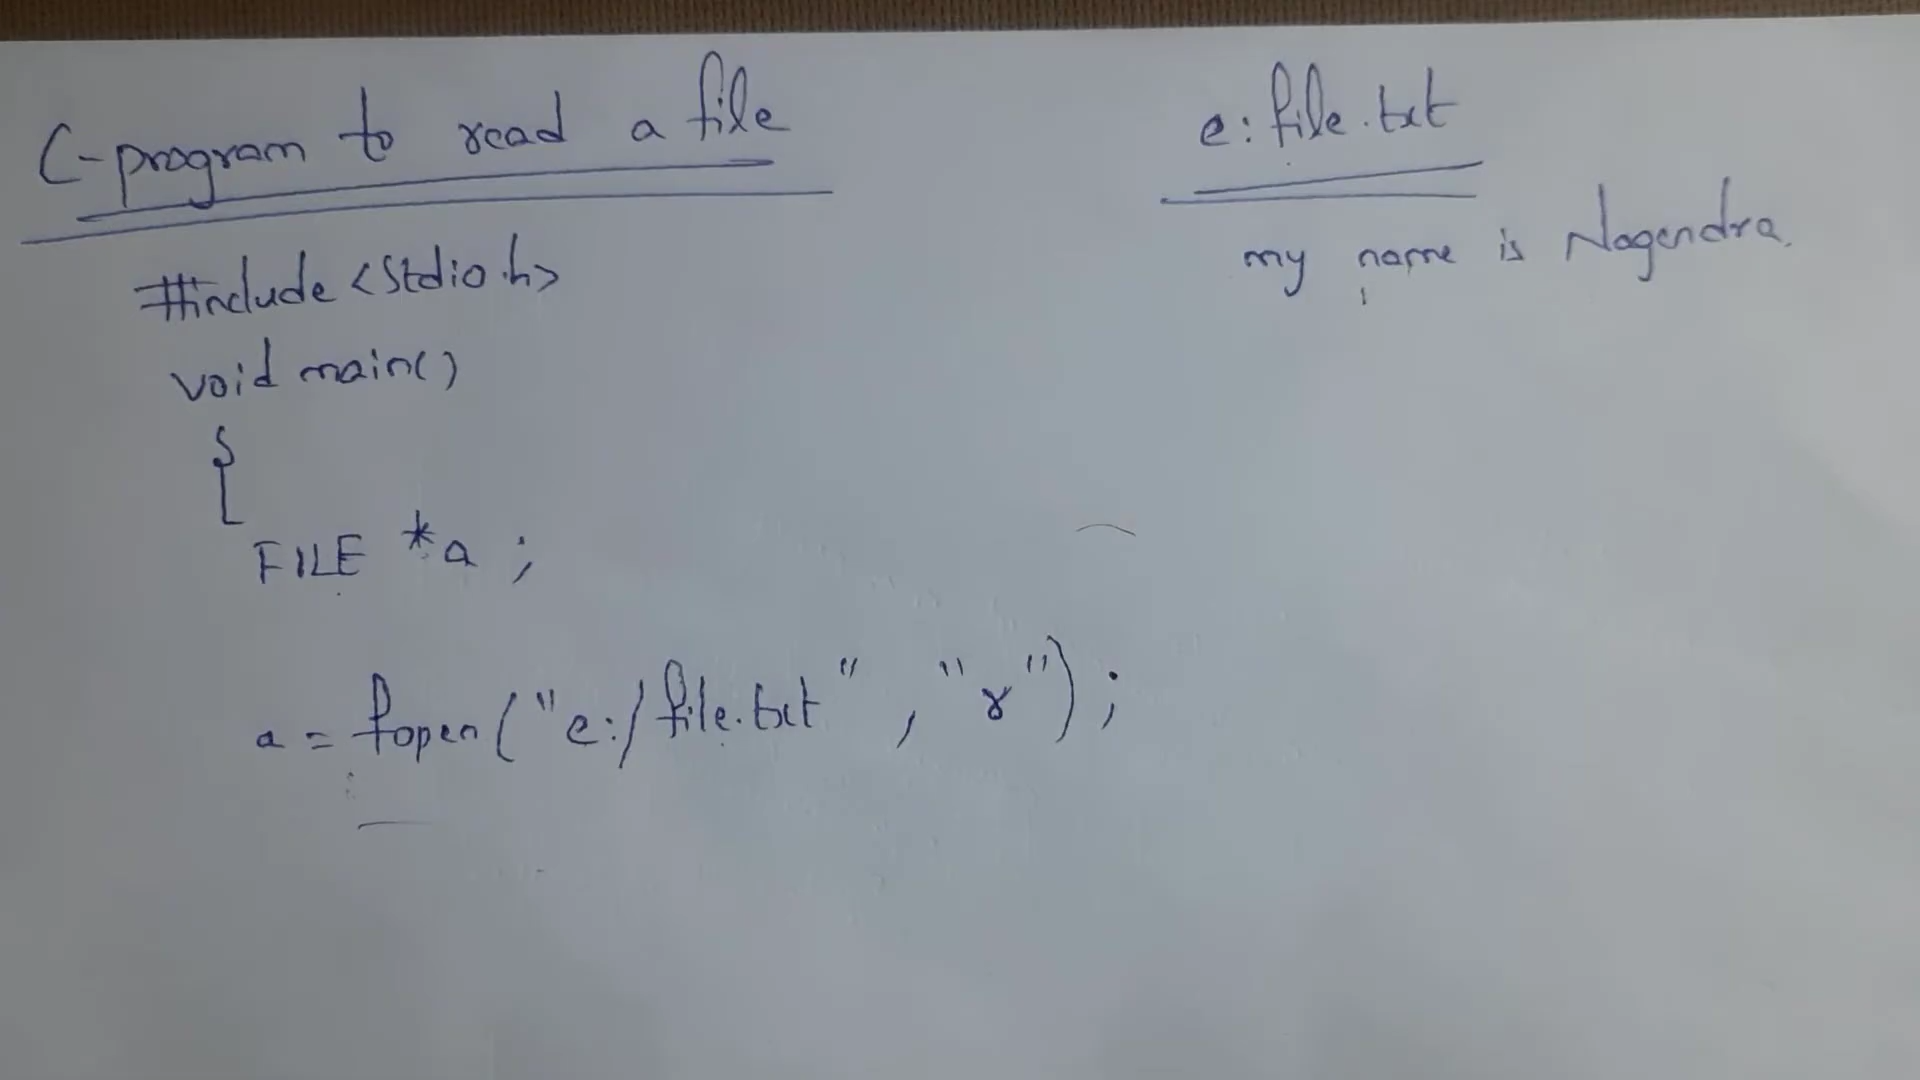 C-program to read a file
#include <stdio.h>
void main()
{
FILE *a ;
a = fopen("e:/file.txt" , "r");
e: file.txt
my name is Nagendra.